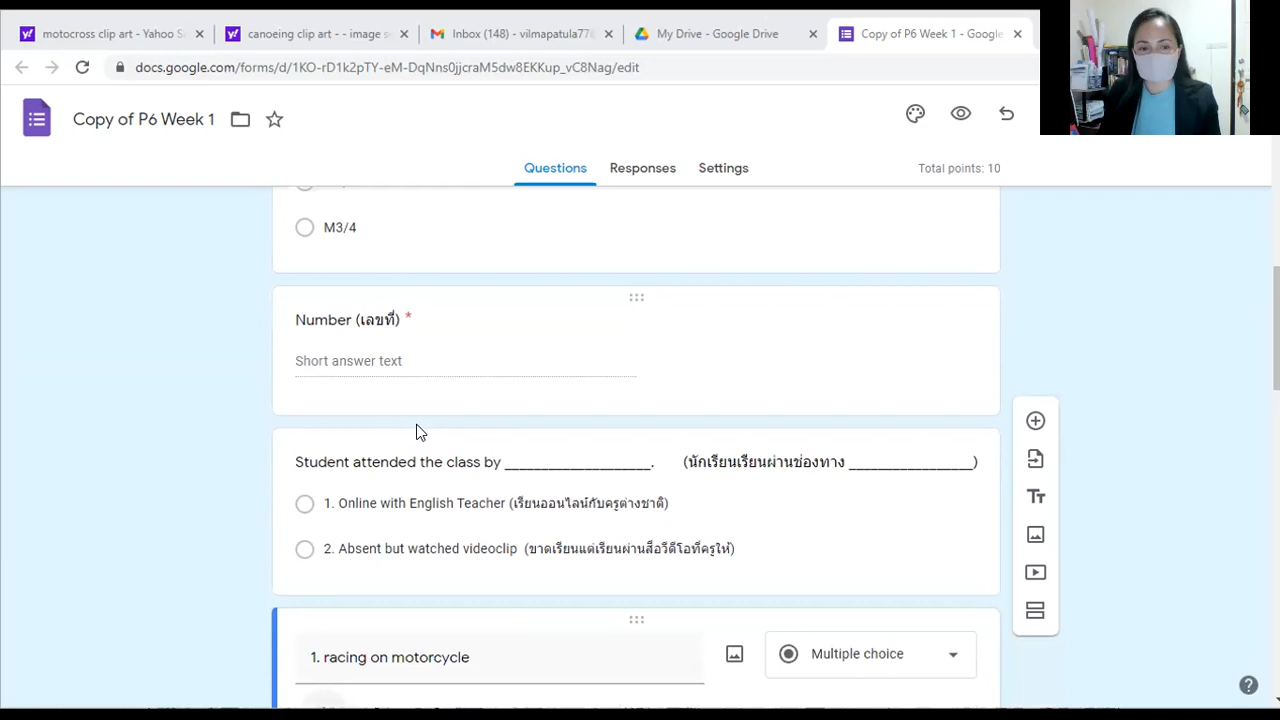 motocross clip art - Yahoo S
canoeing clip art - - image s
Inbox (148) - vilmapatula77
My Drive - Google Drive
Copy of P6 Week 1 - Google
docs.google.com/forms/d/1KO-rD1k2pTY-eM-DqNns0jjcraM5dw8EKKup_vC8Nag/edit
Copy of P6 Week 1
Questions Responses Settings Total points: 10
M3/4
Number (เลขที่) *
Short answer text
Student attended the class by ____________________. (นักเรียนเรียนผ่านช่องทาง _________________)
1. Online with English Teacher (เรียนออนไลน์กับครูต่างชาติ)
2. Absent but watched videoclip (ขาดเรียนแต่เรียนผ่านสื่อวีดีโอที่ครูให้)
1. racing on motorcycle
Multiple choice